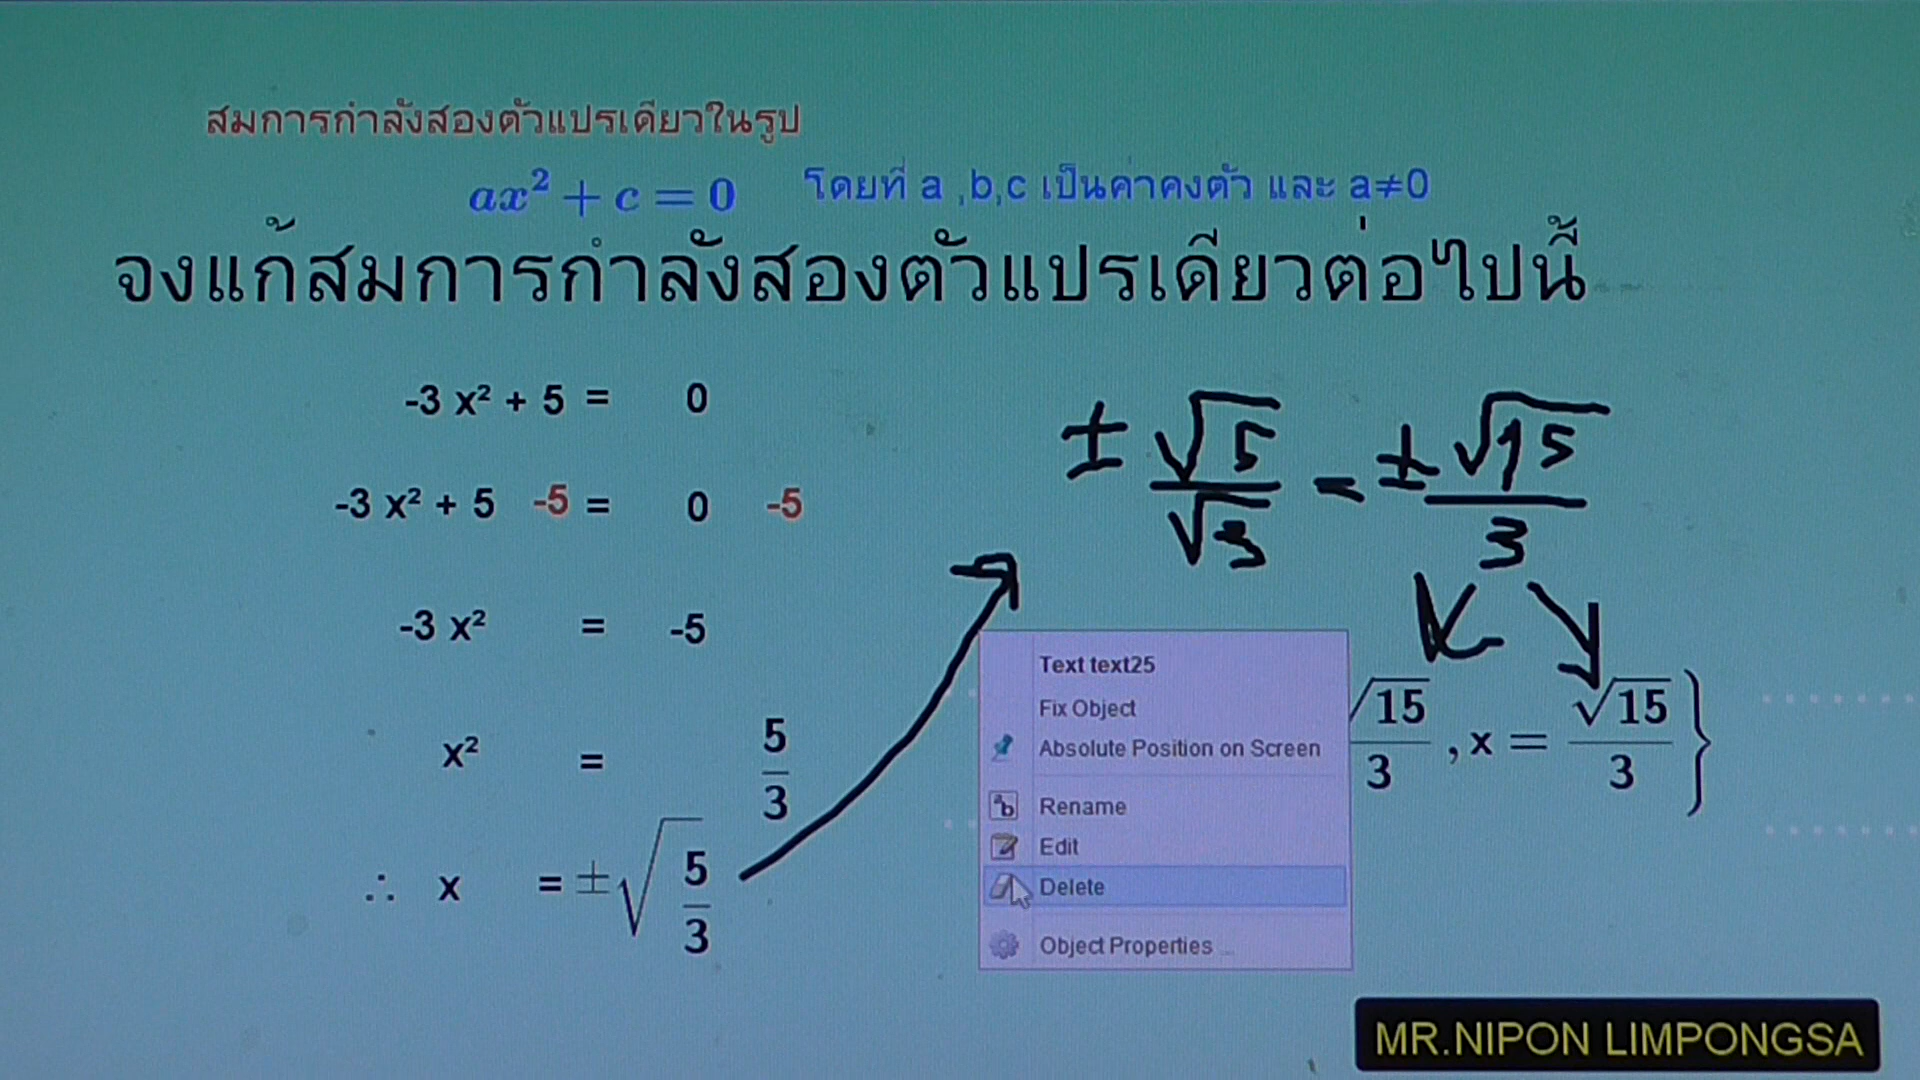 สมการกำลังสองตัวแปรเดียวในรูป
ax² + c = 0 โดยที่ a ,b,c เป็นค่าคงตัว และ a≠0
จงแก้สมการกำลังสองตัวแปรเดียวต่อไปนี้
-3 x² + 5 = 0
-3 x² + 5 -5 = 0 -5
-3 x² = -5
x² = 5/3
∴ x = ±√(5/3)
± √5/√3 = ± √15/3
√15/3 , x = √15/3 }
Text text25
Fix Object
Absolute Position on Screen
Rename
Edit
Delete
Object Properties ...
MR.NIPON LIMPONGSA